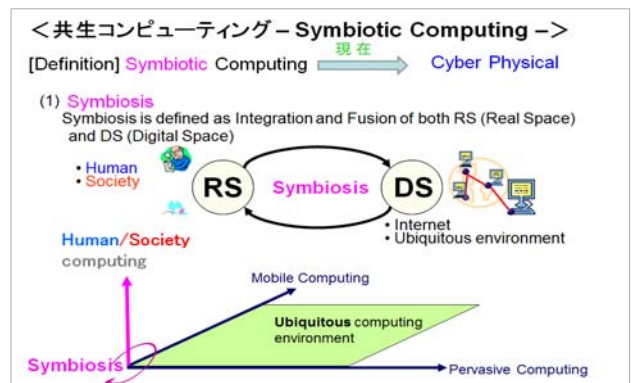 ＜共生コンピューティング – Symbiotic Computing –＞
現在
[Definition] Symbiotic Computing Cyber Physical
(1) Symbiosis
Symbiosis is defined as Integration and Fusion of both RS (Real Space)
and DS (Digital Space)
• Human
• Society
RS
Symbiosis
DS
• Internet
• Ubiquitous environment
Human/Society
computing
Mobile Computing
Ubiquitous computing
environment
Symbiosis
Pervasive Computing